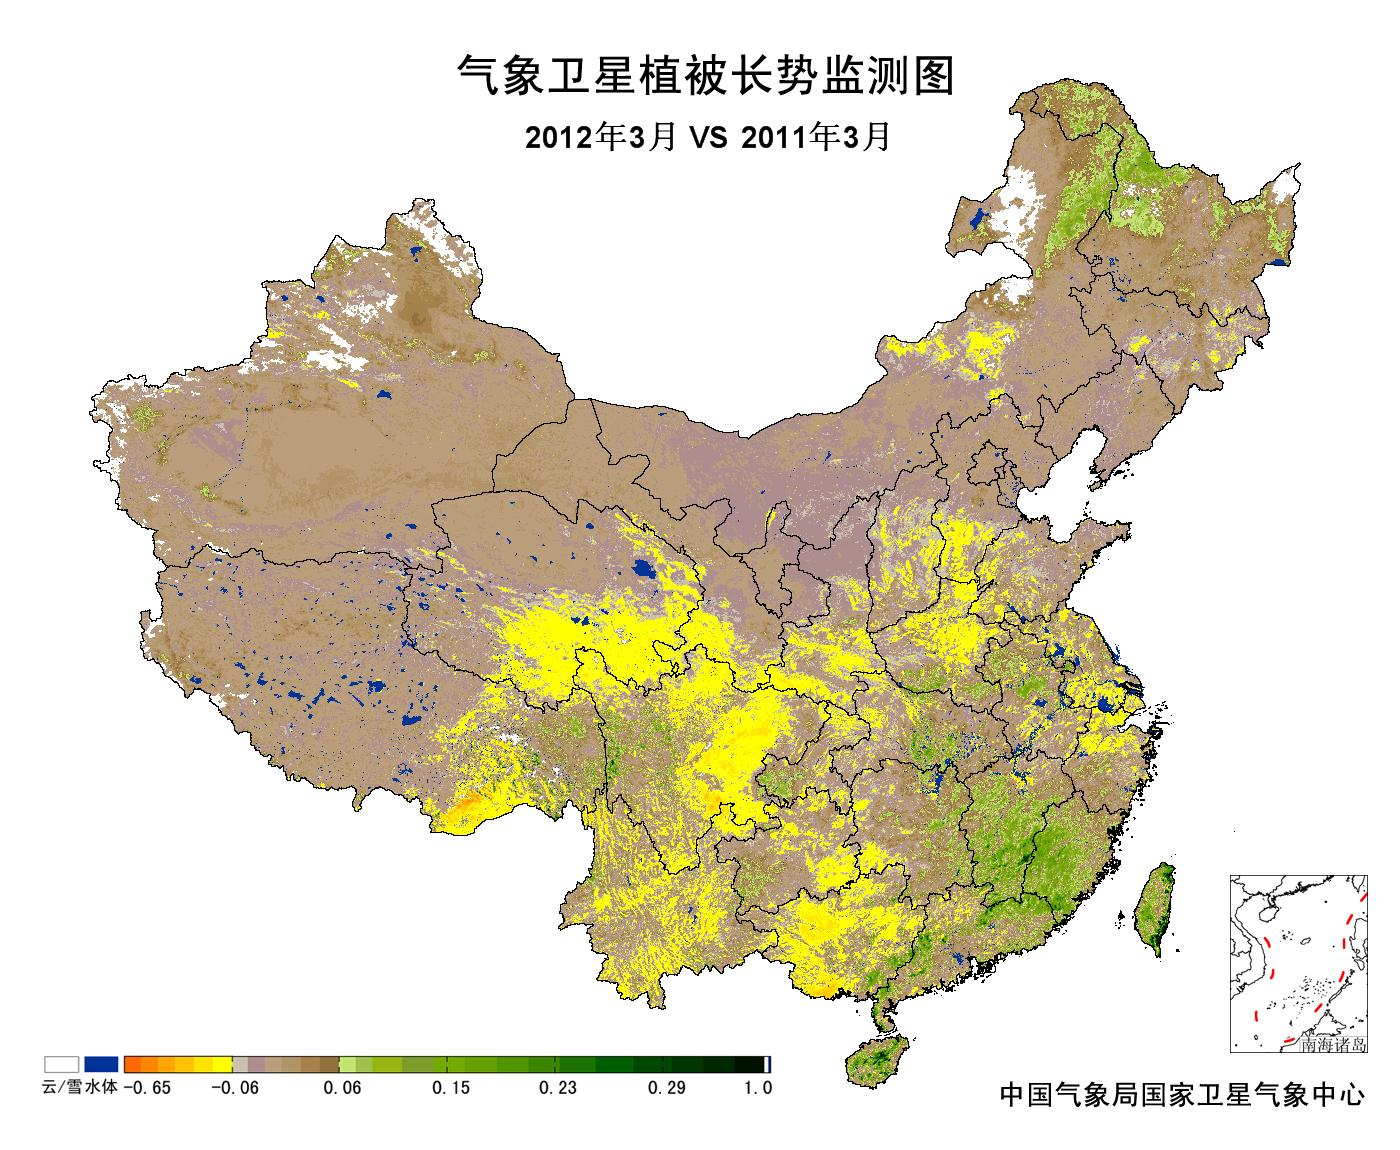 气象卫星植被长势监测图
2012年3月 VS 2011年3月
南海诸岛
云/雪 水体 -0.65 -0.06 0.06 0.15 0.23 0.29 1.0
中国气象局国家卫星气象中心